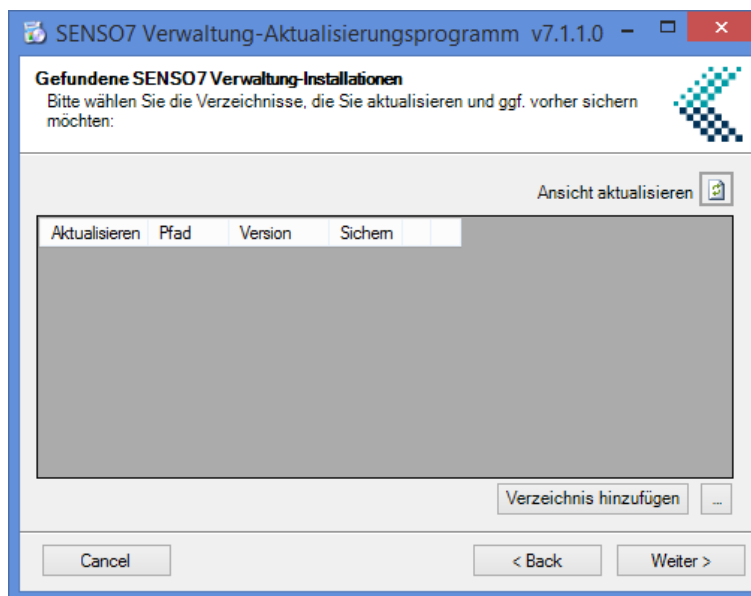 SENSO7 Verwaltung-Aktualisierungsprogramm v7.1.1.0
Gefundene SENSO7 Verwaltung-Installationen
Bitte wählen Sie die Verzeichnisse, die Sie aktualisieren und ggf. vorher sichern
möchten:
Ansicht aktualisieren
Aktualisieren Pfad Version Sichern
Verzeichnis hinzufügen ...
Cancel < Back Weiter >